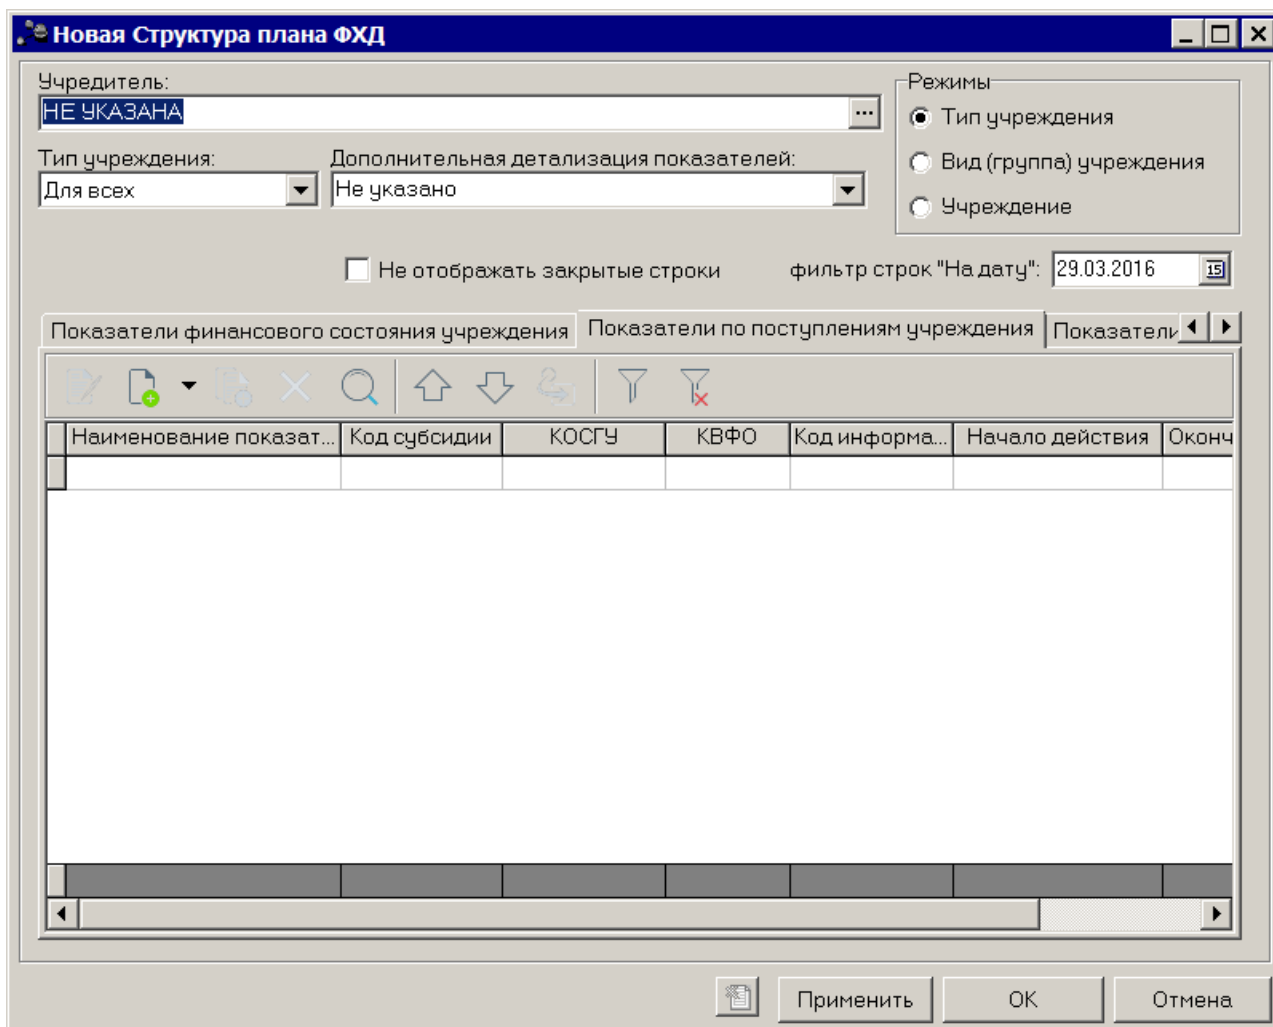 Новая Структура плана ФХД
Учредитель:
НЕ УКАЗАНА
...
Режимы
Тип учреждения
Вид (группа) учреждения
Учреждение
Тип учреждения:
Дополнительная детализация показателей:
Для всех
Не указано
Не отображать закрытые строки
фильтр строк "На дату":
29.03.2016
15
Показатели финансового состояния учреждения
Показатели по поступлениям учреждения
Показатели
Наименование показат...
Код субсидии
КОСГУ
КВФО
Код информа...
Начало действия
Оконч
Применить
OK
Отмена